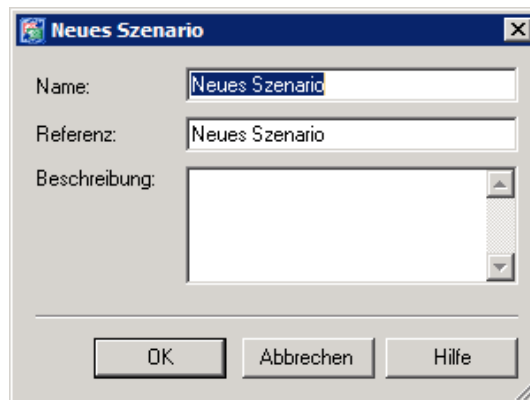 Neues Szenario
Name:
Neues Szenario
Referenz:
Neues Szenario
Beschreibung:
OK
Abbrechen
Hilfe